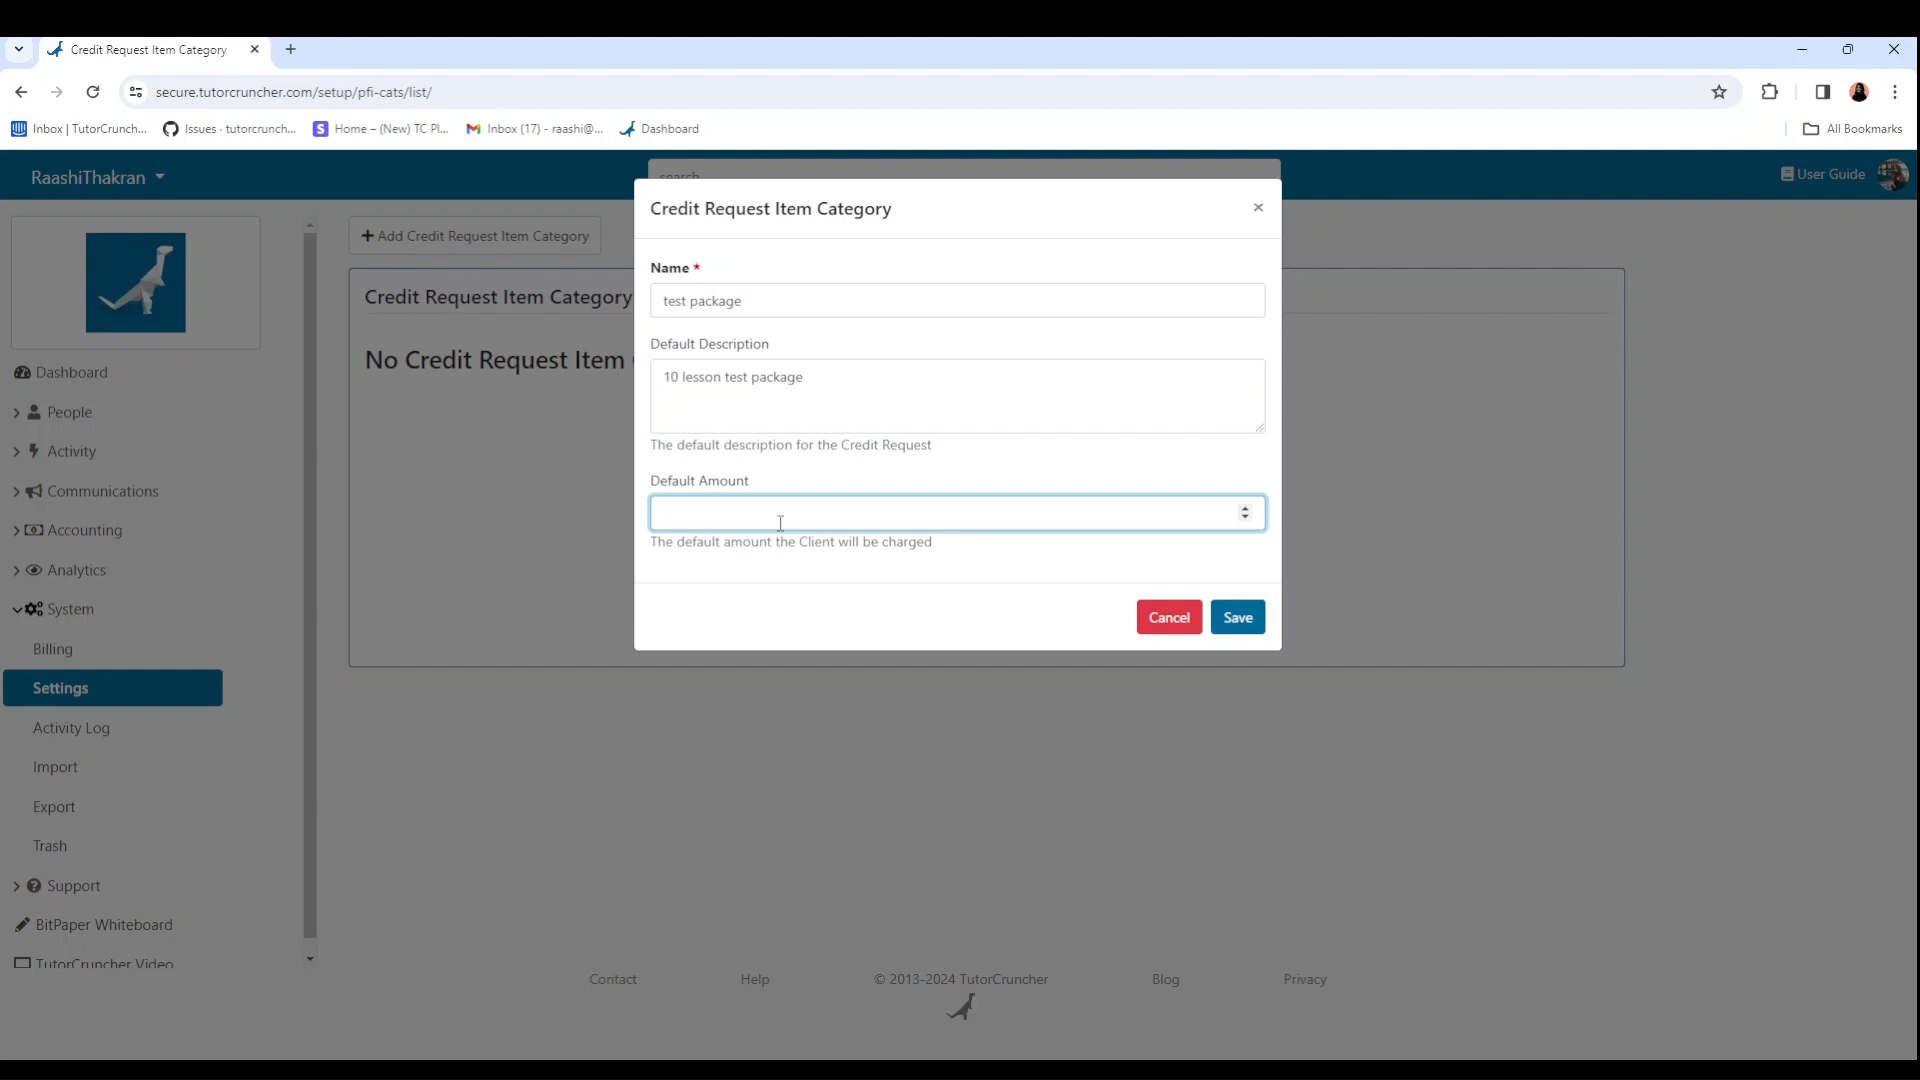 Credit Request Item Category
secure.tutorcruncher.com/setup/pfi-cats/list/
Inbox | TutorCrunch...
Issues · tutorcrunch...
Home – (New) TC Pl...
Inbox (17) - raashi@...
Dashboard
All Bookmarks
RaashiThakran
search
User Guide
Credit Request Item Category
+ Add Credit Request Item Category
Credit Request Item Category
No Credit Request Item
Name *
test package
Default Description
10 lesson test package
The default description for the Credit Request
Default Amount
The default amount the Client will be charged
Cancel
Save
Dashboard
People
Activity
Communications
Accounting
Analytics
System
Billing
Settings
Activity Log
Import
Export
Trash
Support
BitPaper Whiteboard
TutorCruncher Video
Contact
Help
© 2013-2024 TutorCruncher
Blog
Privacy